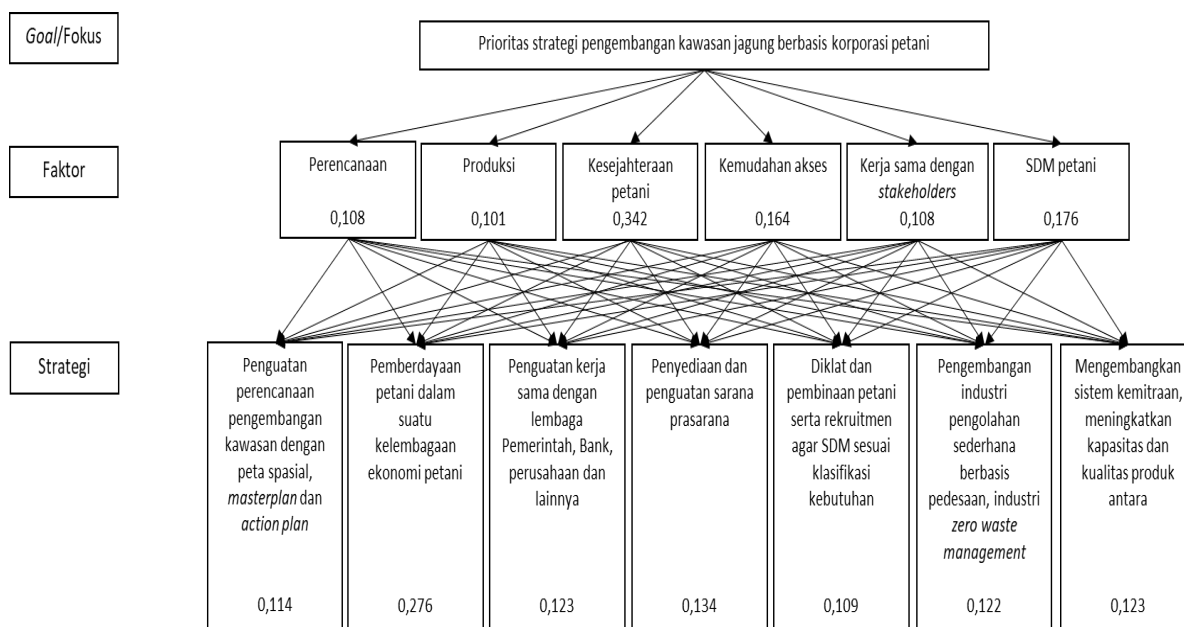 Goal/Fokus
Prioritas strategi pengembangan kawasan jagung berbasis korporasi petani
Faktor
Perencanaan
0,108
Produksi
0,101
Kesejahteraan
petani
0,342
Kemudahan akses
0,164
Kerja sama dengan
stakeholders
0,108
SDM petani
0,176
Strategi
Penguatan
perencanaan
pengembangan
kawasan dengan
peta spasial,
masterplan dan
action plan
0,114
Pemberdayaan
petani dalam
suatu
kelembagaan
ekonomi petani
0,276
Penguatan kerja
sama dengan
lembaga
Pemerintah, Bank,
perusahaan dan
lainnya
0,123
Penyediaan dan
penguatan sarana
prasarana
0,134
Diklat dan
pembinaan petani
serta rekruitmen
agar SDM sesuai
klasifikasi
kebutuhan
0,109
Pengembangan
industri
pengolahan
sederhana
berbasis
pedesaan, industri
zero waste
management
0,122
Mengembangkan
sistem kemitraan,
meningkatkan
kapasitas dan
kualitas produk
antara
0,123